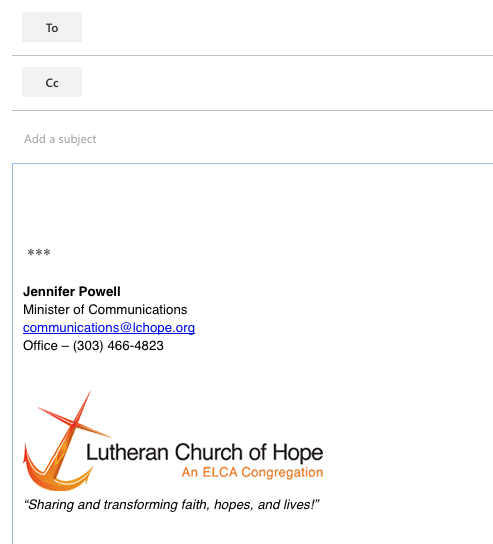 To
Cc
Add a subject
***
Jennifer Powell
Minister of Communications
communications@lchope.org
Office – (303) 466-4823
Lutheran Church of Hope
An ELCA Congregation
“Sharing and transforming faith, hopes, and lives!”